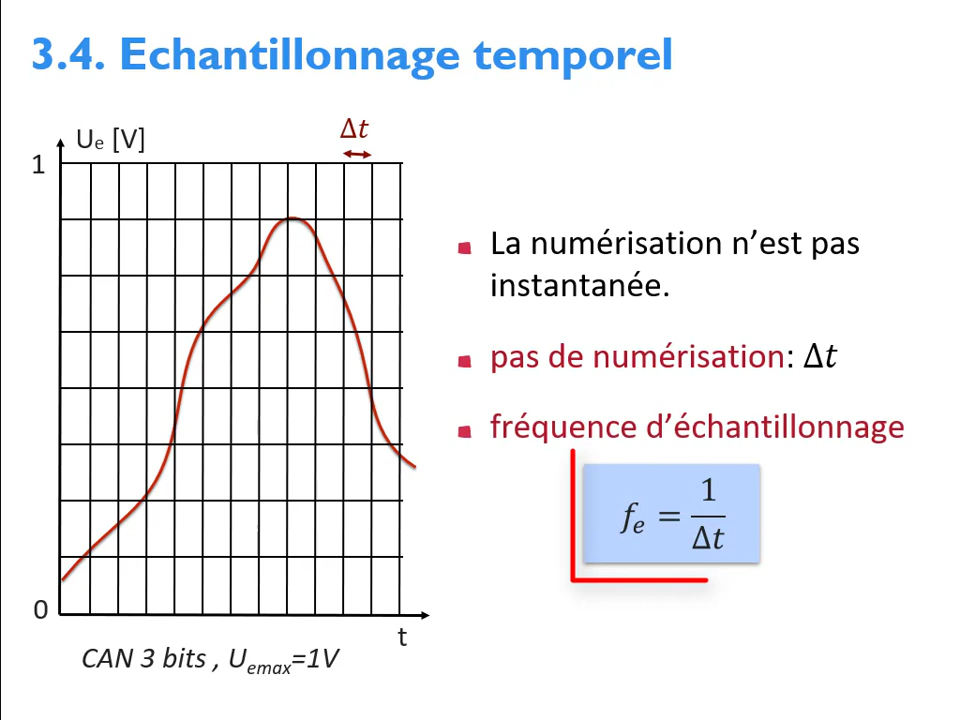 3.4. Echantillonnage temporel
Δt
Ue [V]
1
La numérisation n’est pas
instantanée.
pas de numérisation: Δt
fréquence d’échantillonnage
fe = 1/Δt
0
t
CAN 3 bits , Uemax=1V